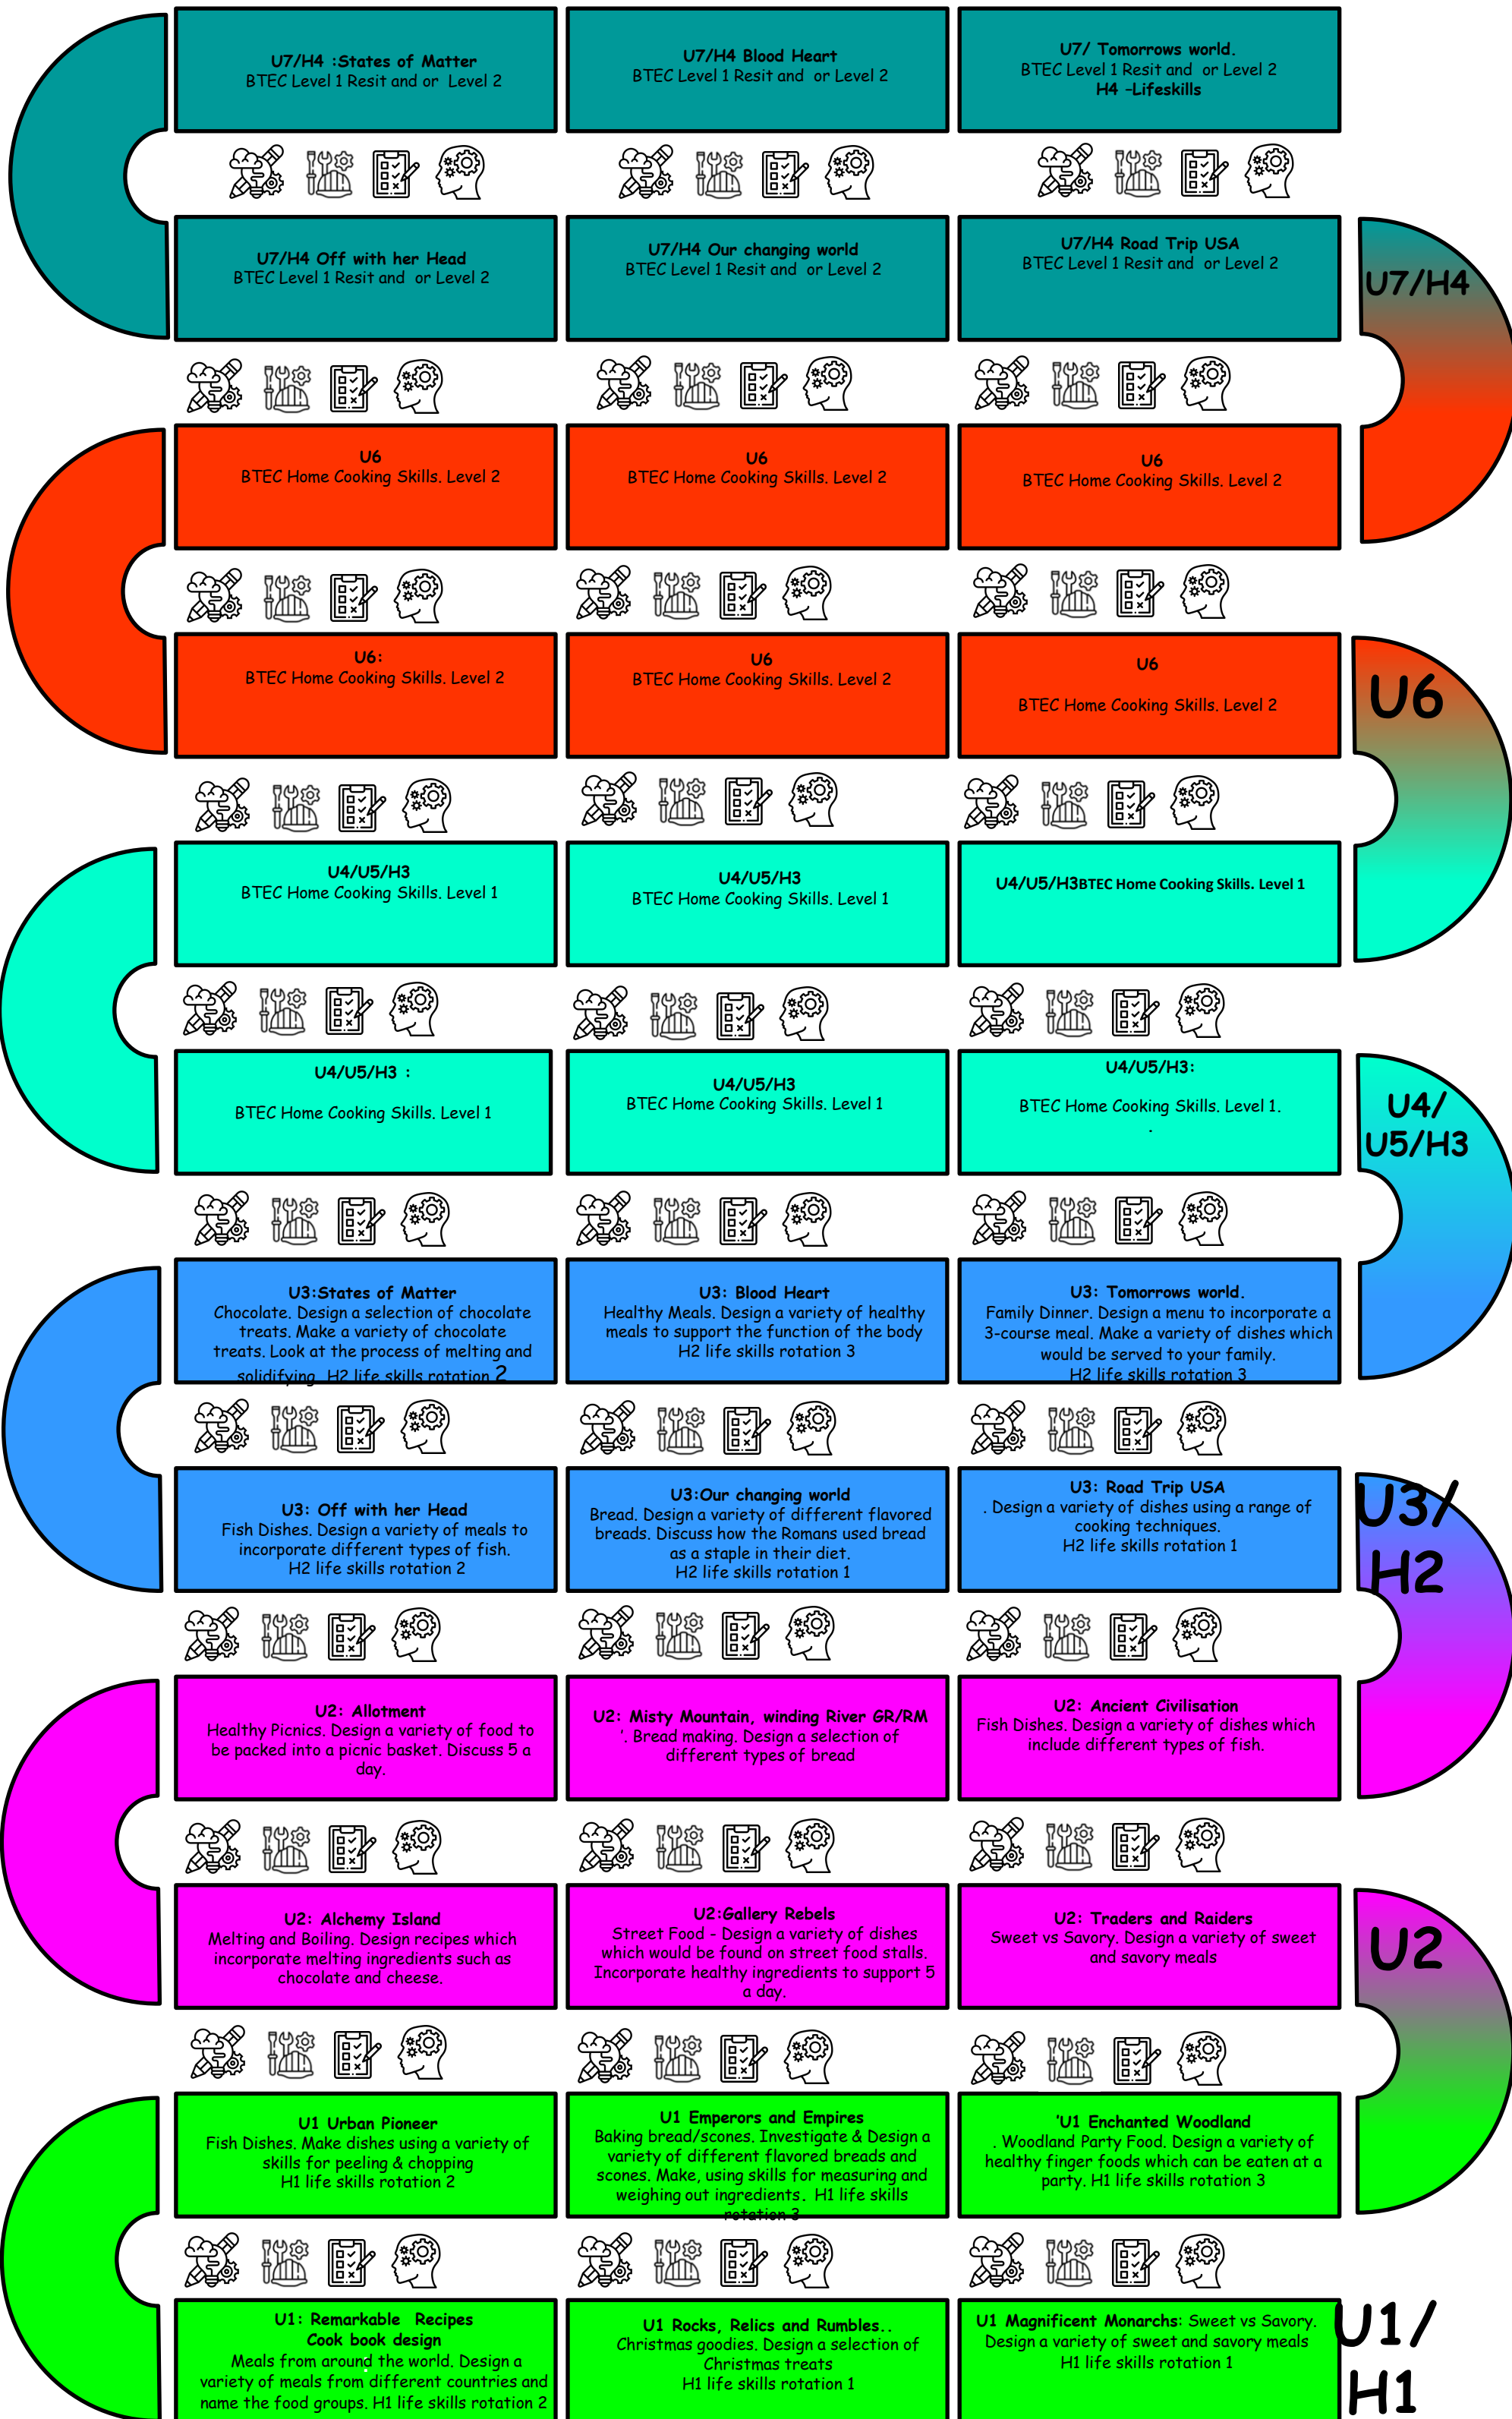 U7/H4 :States of Matter
BTEC Level 1 Resit and or  Level 2
U7/H4 Blood Heart
BTEC Level 1 Resit and  or Level 2
U7/ Tomorrows world.
BTEC Level 1 Resit and  or Level 2
H4 –Lifeskills
U7/H4 Off with her Head
BTEC Level 1 Resit and  or Level 2
U7/H4 Our changing world
BTEC Level 1 Resit and  or Level 2
U7/H4 Road Trip USA
BTEC Level 1 Resit and  or Level 2
U7/H4
U6
BTEC Home Cooking Skills. Level 2
U6
BTEC Home Cooking Skills. Level 2
U6
BTEC Home Cooking Skills. Level 2
U6:
BTEC Home Cooking Skills. Level 2
U6
BTEC Home Cooking Skills. Level 2
U6
BTEC Home Cooking Skills. Level 2
U6
U4/U5/H3
BTEC Home Cooking Skills. Level 1
U4/U5/H3
BTEC Home Cooking Skills. Level 1
U4/U5/H3BTEC Home Cooking Skills. Level 1
U4/U5/H3 :
BTEC Home Cooking Skills. Level 1
U4/U5/H3
BTEC Home Cooking Skills. Level 1
U4/U5/H3:
BTEC Home Cooking Skills. Level 1.
.
U4/
U5/H3
U3:States of Matter
Chocolate. Design a selection of chocolate
treats. Make a variety of chocolate
treats. Look at the process of melting and
solidifying. H2 life skills rotation 2
U3: Blood Heart
Healthy Meals. Design a variety of healthy
meals to support the function of the body
H2 life skills rotation 3
U3: Tomorrows world.
Family Dinner. Design a menu to incorporate a
3-course meal. Make a variety of dishes which
would be served to your family.
H2 life skills rotation 3
U3: Off with her Head
Fish Dishes. Design a variety of meals to
incorporate different types of fish.
H2 life skills rotation 2
U3:Our changing world
Bread. Design a variety of different flavored
breads. Discuss how the Romans used bread
as a staple in their diet.
H2 life skills rotation 1
U3: Road Trip USA
. Design a variety of dishes using a range of
cooking techniques.
H2 life skills rotation 1
U3/
H2
U2: Allotment
Healthy Picnics. Design a variety of food to
be packed into a picnic basket. Discuss 5 a
day.
U2: Misty Mountain, winding River GR/RM
'. Bread making. Design a selection of
different types of bread
U2: Ancient Civilisation
Fish Dishes. Design a variety of dishes which
include different types of fish.
U2: Alchemy Island
Melting and Boiling. Design recipes which
incorporate melting ingredients such as
chocolate and cheese.
U2:Gallery Rebels
Street Food - Design a variety of dishes
which would be found on street food stalls.
Incorporate healthy ingredients to support 5
a day.
U2: Traders and Raiders
Sweet vs Savory. Design a variety of sweet
and savory meals
U2
U1 Urban Pioneer
Fish Dishes. Make dishes using a variety of
skills for peeling & chopping
H1 life skills rotation 2
U1 Emperors and Empires
Baking bread/scones. Investigate & Design a
variety of different flavored breads and
scones. Make, using skills for measuring and
weighing out ingredients. H1 life skills
rotation 3
'U1 Enchanted Woodland
. Woodland Party Food. Design a variety of
healthy finger foods which can be eaten at a
party. H1 life skills rotation 3
U1: Remarkable  Recipes
Cook book design
Meals from around the world. Design a
variety of meals from different countries and
name the food groups. H1 life skills rotation 2
U1 Rocks, Relics and Rumbles..
Christmas goodies. Design a selection of
Christmas treats
H1 life skills rotation 1
U1 Magnificent Monarchs: Sweet vs Savory.
Design a variety of sweet and savory meals
H1 life skills rotation 1
U1/
H1